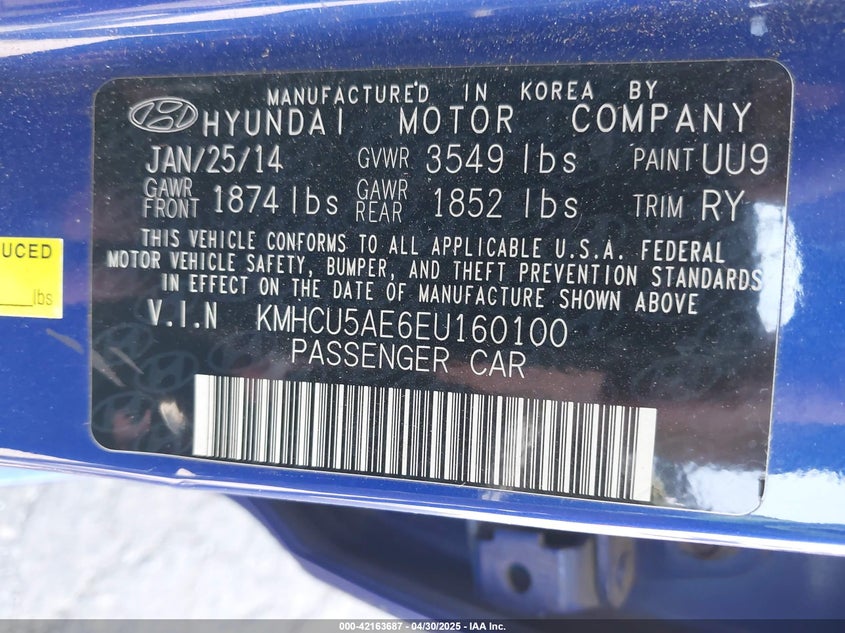 MANUFACTURED IN KOREA BY
HYUNDAI MOTOR COMPANY
JAN/25/14 GVWR 3549 lbs PAINT UU9
GAWR FRONT 1874 lbs GAWR REAR 1852 lbs TRIM RY
THIS VEHICLE CONFORMS TO ALL APPLICABLE U.S.A. FEDERAL
MOTOR VEHICLE SAFETY, BUMPER, AND THEFT PREVENTION STANDARDS
IN EFFECT ON THE DATE OF MANUFACTURE SHOWN ABOVE
V.I.N KMHCU5AE6EU160100
PASSENGER CAR
UCED
lbs
000-42163687 - 04/30/2025 - IAA Inc.